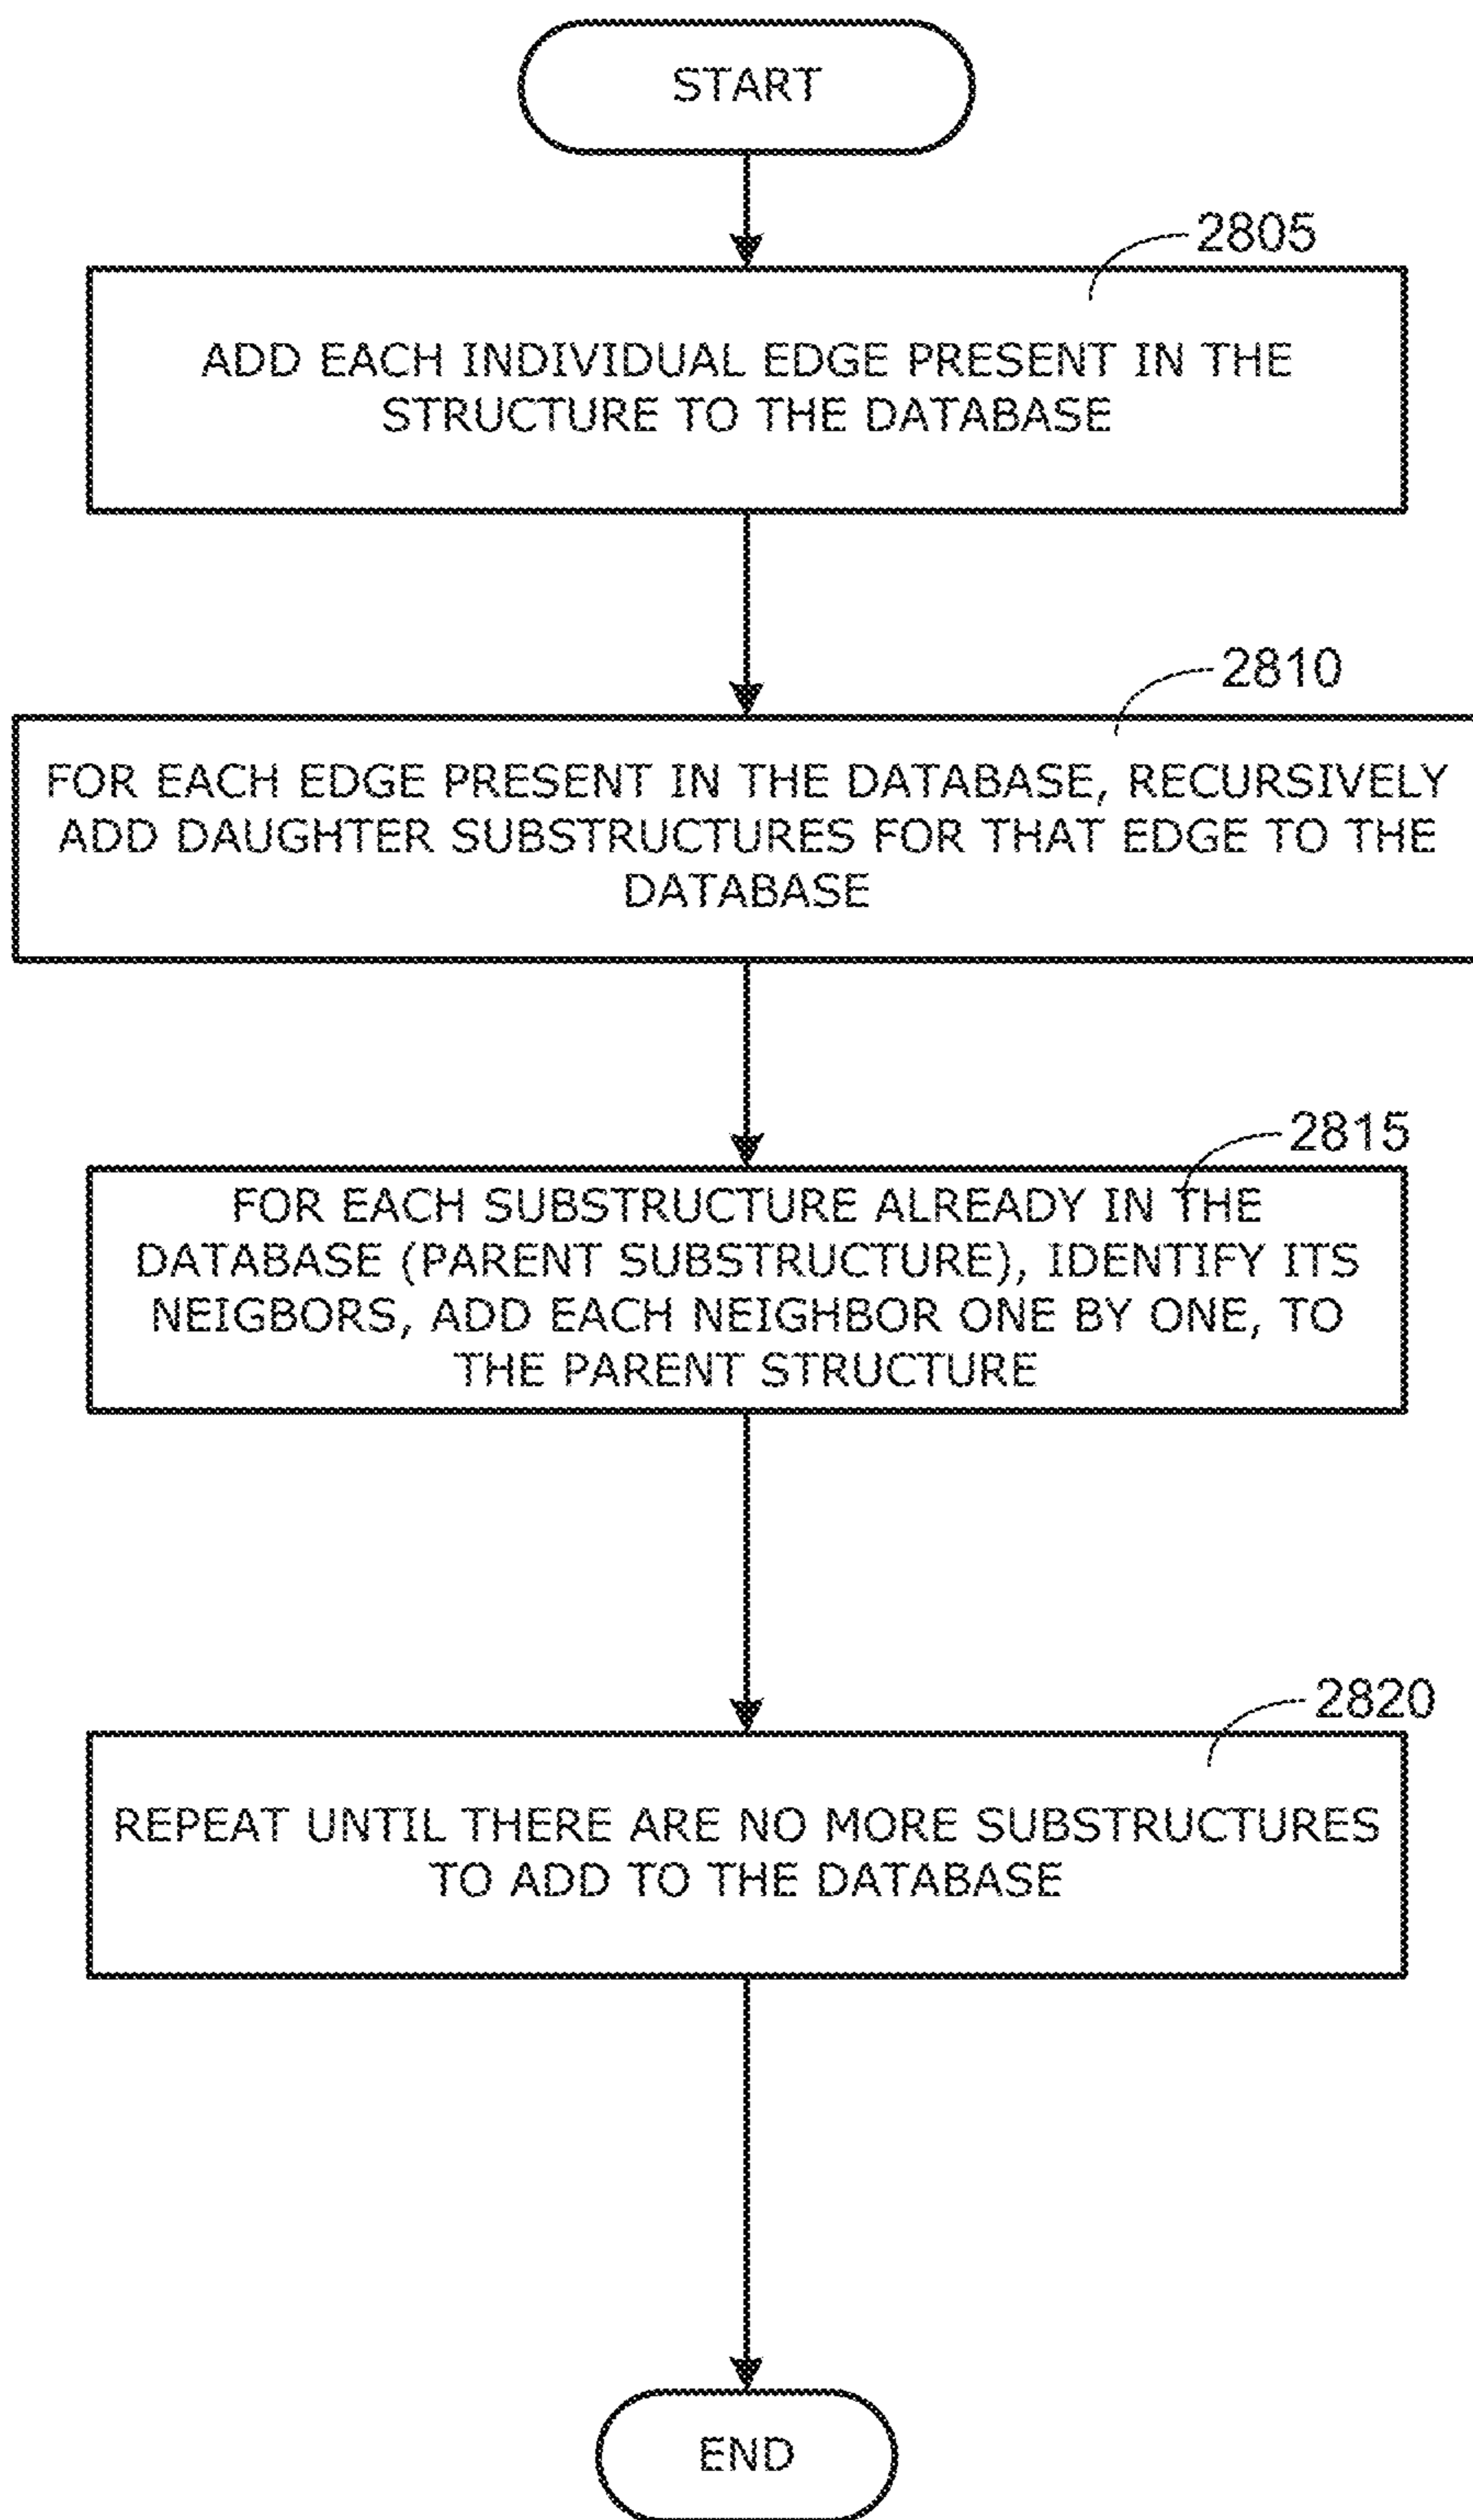 START
2805
ADD EACH INDIVIDUAL EDGE PRESENT IN THE
STRUCTURE TO THE DATABASE
2810
FOR EACH EDGE PRESENT IN THE DATABASE, RECURSIVELY
ADD DAUGHTER SUBSTRUCTURES FOR THAT EDGE TO THE
DATABASE
2815
FOR EACH SUBSTRUCTURE ALREADY IN THE
DATABASE (PARENT SUBSTRUCTURE), IDENTIFY ITS
NEIGBORS, ADD EACH NEIGHBOR ONE BY ONE, TO
THE PARENT STRUCTURE
2820
REPEAT UNTIL THERE ARE NO MORE SUBSTRUCTURES
TO ADD TO THE DATABASE
END